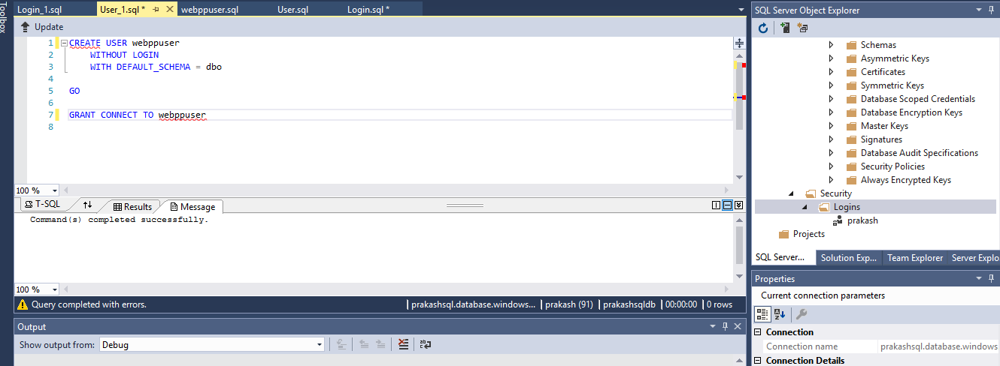 Toolbox
Login_1.sql User_1.sql * webppuser.sql User.sql Login.sql *
Update
1 CREATE USER webppuser
2 WITHOUT LOGIN
3 WITH DEFAULT_SCHEMA = dbo
4
5 GO
6
7 GRANT CONNECT TO webppuser
8
100 %
T-SQL Results Message
Command(s) completed successfully.
100 %
Query completed with errors. prakashsql.database.windows... prakash (91) prakashsqldb 00:00:00 0 rows
Output
Show output from: Debug
SQL Server Object Explorer
Schemas
Asymmetric Keys
Certificates
Symmetric Keys
Database Scoped Credentials
Database Encryption Keys
Master Keys
Signatures
Database Audit Specifications
Security Policies
Always Encrypted Keys
Security
Logins
prakash
Projects
SQL Server... Solution Exp... Team Explorer Server Explo
Properties
Current connection parameters
Connection
Connection name prakashsql.database.windows
Connection Details